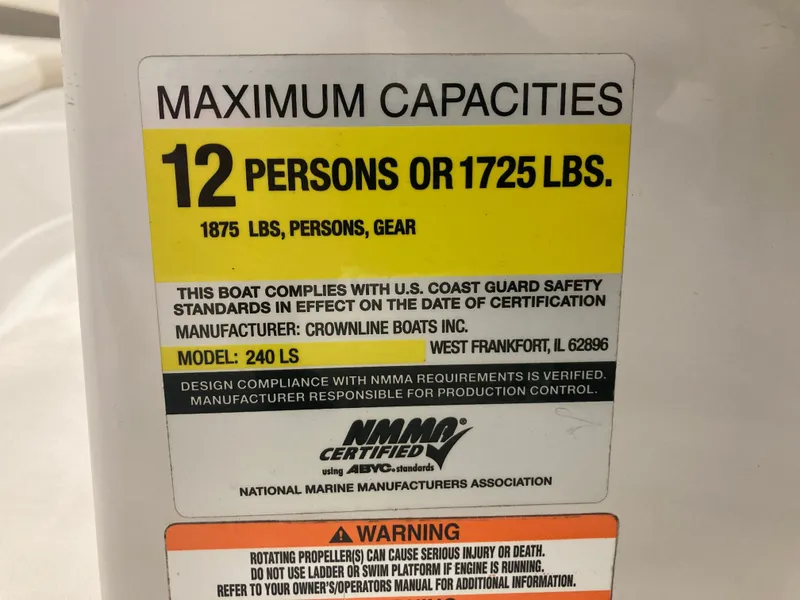 MAXIMUM CAPACITIES
12 PERSONS OR 1725 LBS.
1875 LBS, PERSONS, GEAR
THIS BOAT COMPLIES WITH U.S. COAST GUARD SAFETY
STANDARDS IN EFFECT ON THE DATE OF CERTIFICATION
MANUFACTURER: CROWNLINE BOATS INC.
MODEL: 240 LS WEST FRANKFORT, IL 62896
DESIGN COMPLIANCE WITH NMMA REQUIREMENTS IS VERIFIED.
MANUFACTURER RESPONSIBLE FOR PRODUCTION CONTROL.
NMMA®
CERTIFIED
using ABYC standards
NATIONAL MARINE MANUFACTURERS ASSOCIATION
WARNING
ROTATING PROPELLER(S) CAN CAUSE SERIOUS INJURY OR DEATH.
DO NOT USE LADDER OR SWIM PLATFORM IF ENGINE IS RUNNING.
REFER TO YOUR OWNER'S/OPERATORS MANUAL FOR ADDITIONAL INFORMATION.